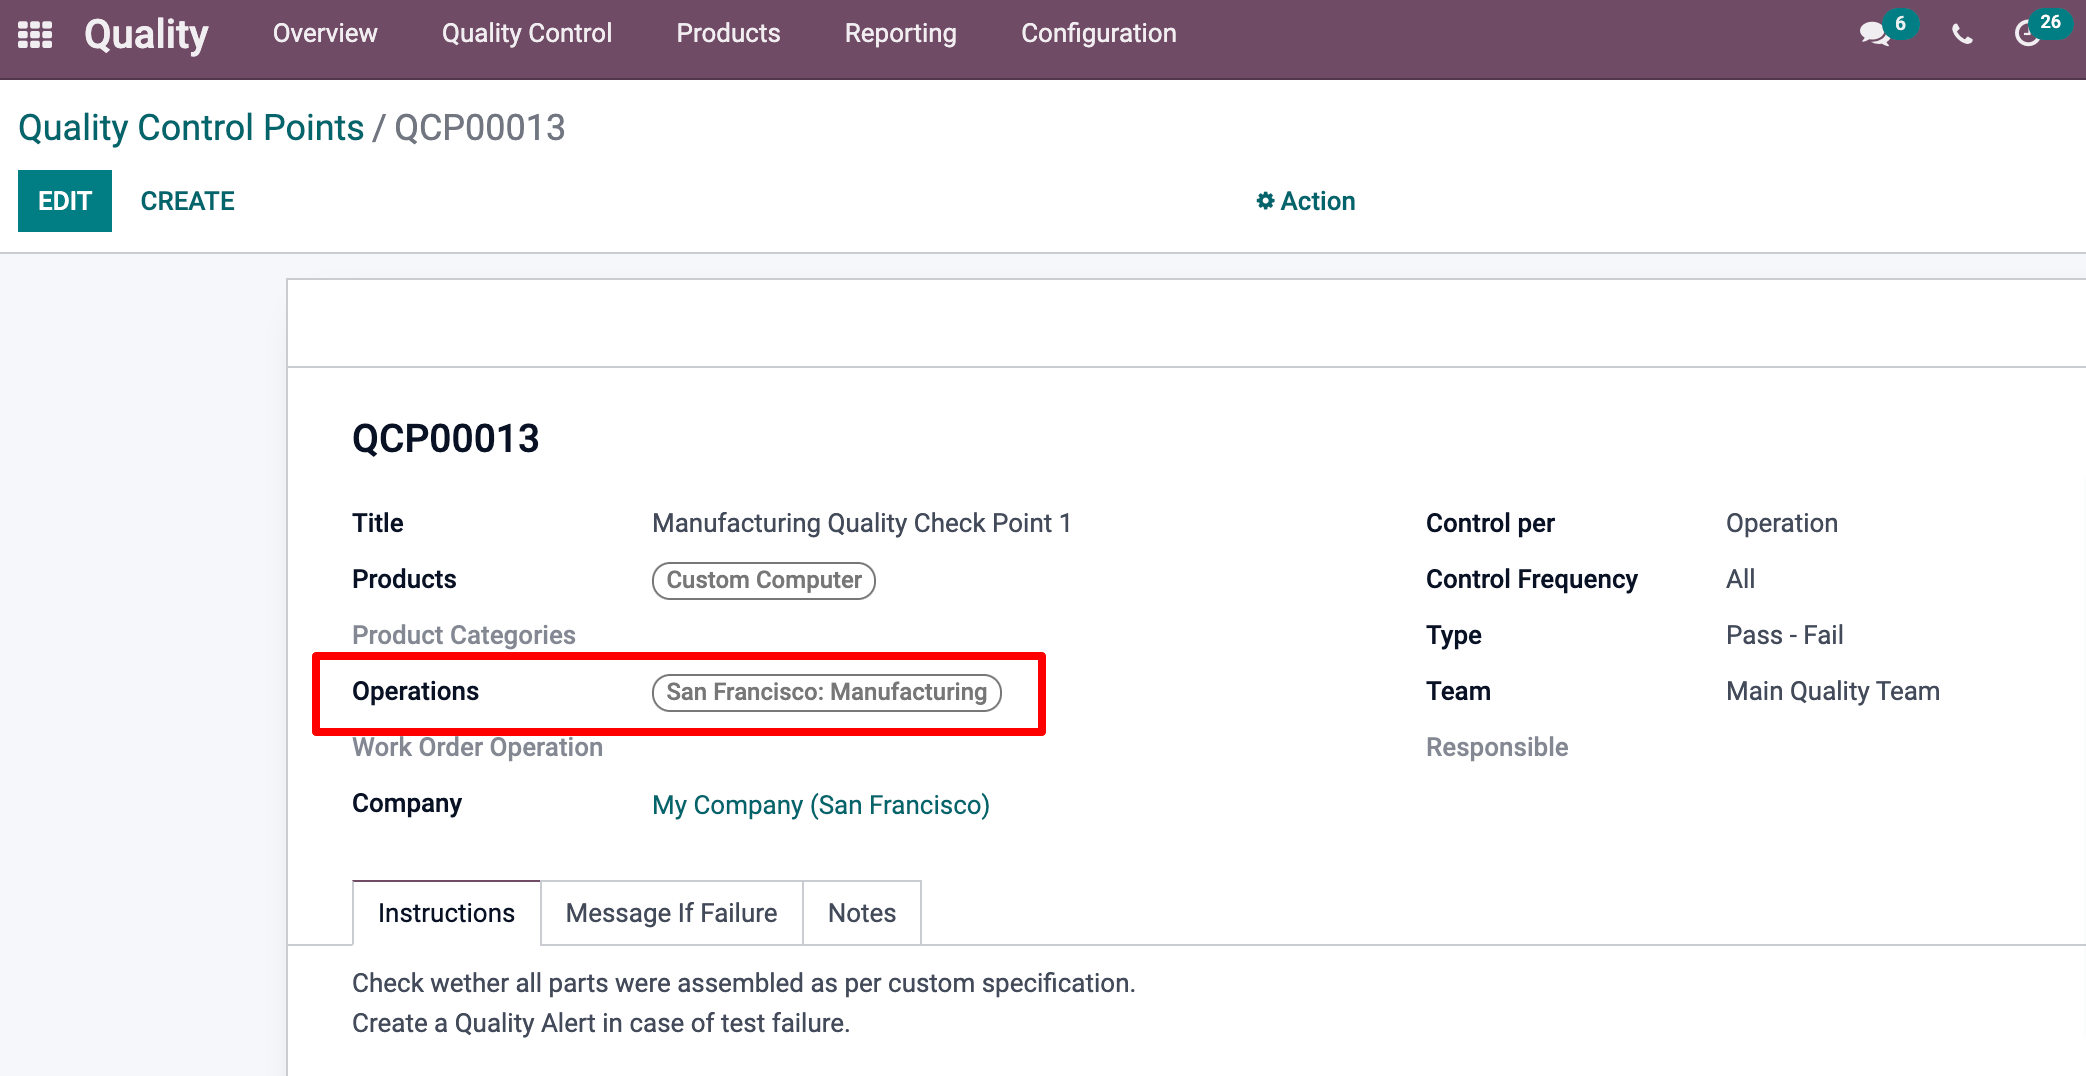 Quality Overview Quality Control Products Reporting Configuration 6 26
Quality Control Points / QCP00013
EDIT CREATE Action
QCP00013
Title Manufacturing Quality Check Point 1 Control per Operation
Products Custom Computer Control Frequency All
Product Categories Type Pass - Fail
Operations San Francisco: Manufacturing Team Main Quality Team
Work Order Operation Responsible
Company My Company (San Francisco)
Instructions Message If Failure Notes
Check wether all parts were assembled as per custom specification.
Create a Quality Alert in case of test failure.